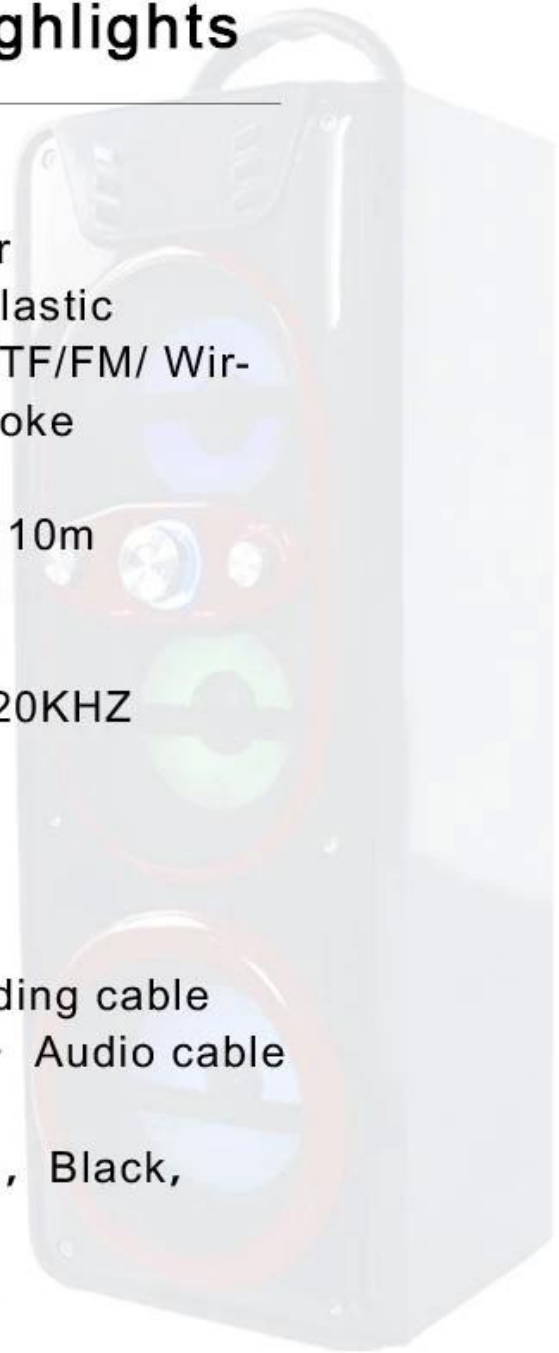 ghlights
r
lastic
TF/FM/ Wir-
oke
10m
20KHZ
ding cable
Audio cable
, Black,